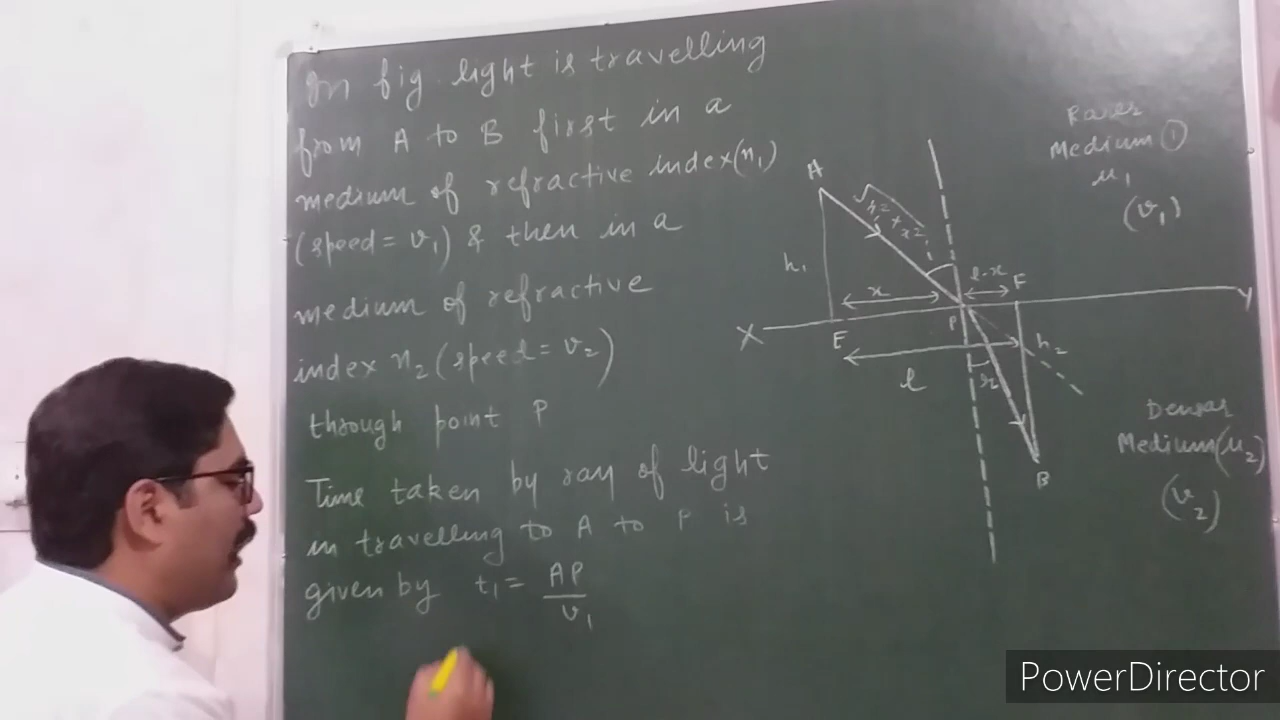 In fig light is travelling
from A to B first in a
medium of refractive index(n₁)
(speed = v₁) & then in a
medium of refractive
index n₂ (speed = v₂)
through point P
Time taken by ray of light
in travelling to A to P is
given by t₁ = AP/v₁
Rarer
Medium ①
μ₁
(v₁)
A
√h² + x²
i
h₁
x
l-x
F
X
E
P
Y
h₂
l
r
B
Denser
Medium (μ₂)
(v₂)
PowerDirector